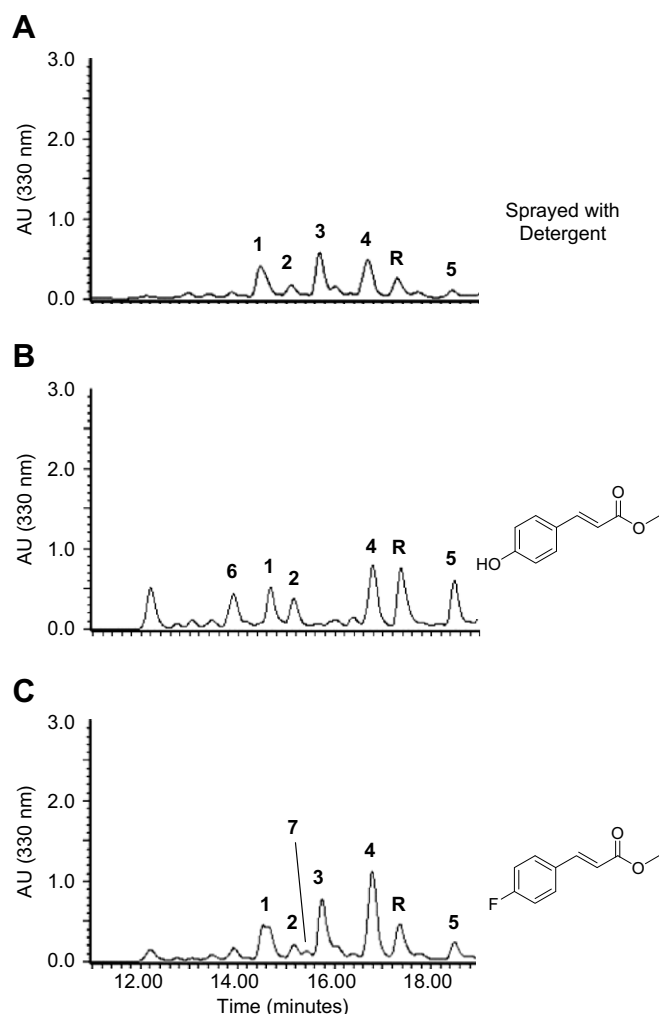 A
3.0
2.0
1.0
0.0
AU (330 nm)
1
2
3
4
R
5
Sprayed with
Detergent
B
3.0
2.0
1.0
0.0
AU (330 nm)
6
1
2
4
R
5
HO
O
O
C
3.0
2.0
1.0
0.0
AU (330 nm)
1
2
7
3
4
R
5
F
O
O
12.00 14.00 16.00 18.00
Time (minutes)